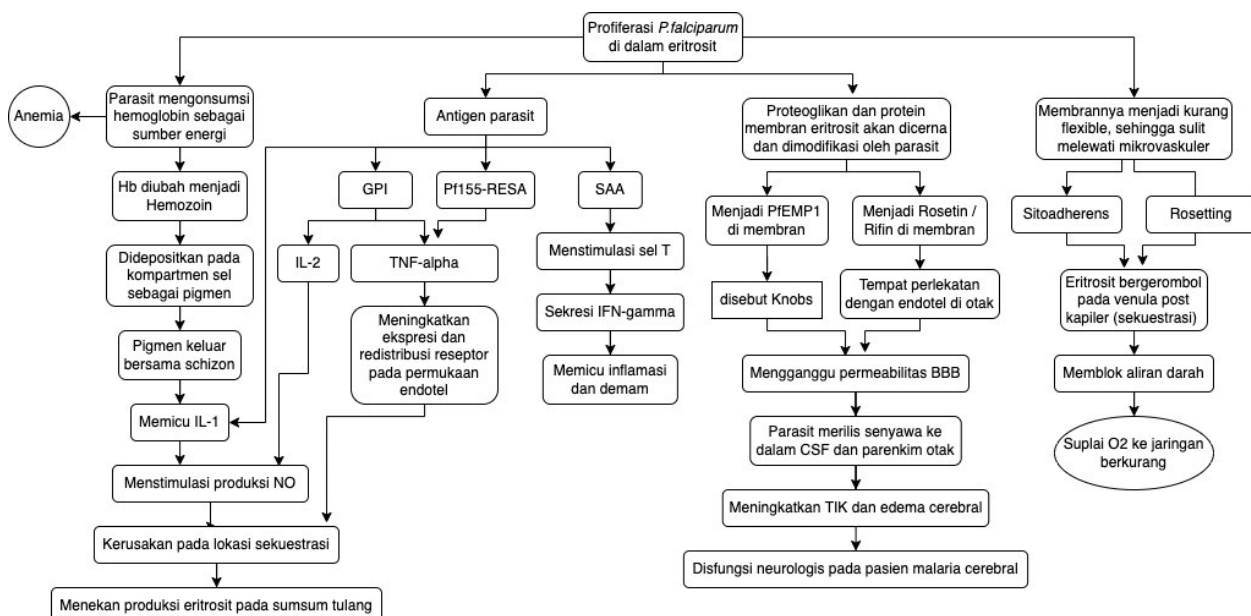 Profiferasi P.falciparum
di dalam eritrosit
Anemia
Parasit mengonsumsi
hemoglobin sebagai
sumber energi
Antigen parasit
Proteoglikan dan protein
membran eritrosit akan dicerna
dan dimodifikasi oleh parasit
Membrannya menjadi kurang
flexible, sehingga sulit
melewati mikrovaskuler
Hb diubah menjadi
Hemozoin
GPI
Pf155-RESA
SAA
Menjadi PfEMP1
di membran
Menjadi Rosetin /
Rifin di membran
Sitoadherens
Rosetting
Didepositkan pada
kompartmen sel
sebagai pigmen
IL-2
TNF-alpha
Menstimulasi sel T
disebut Knobs
Tempat perlekatan
dengan endotel di otak
Eritrosit bergerombol
pada venula post
kapiler (sekuestrasi)
Pigmen keluar
bersama schizon
Meningkatkan
ekspresi dan
redistribusi reseptor
pada permukaan
endotel
Sekresi IFN-gamma
Memicu inflamasi
dan demam
Mengganggu permeabilitas BBB
Memblok aliran darah
Memicu IL-1
Parasit merilis senyawa ke
dalam CSF dan parenkim otak
Suplai O2 ke jaringan
berkurang
Menstimulasi produksi NO
Meningkatkan TIK dan edema cerebral
Kerusakan pada lokasi sekuestrasi
Disfungsi neurologis pada pasien malaria cerebral
Menekan produksi eritrosit pada sumsum tulang